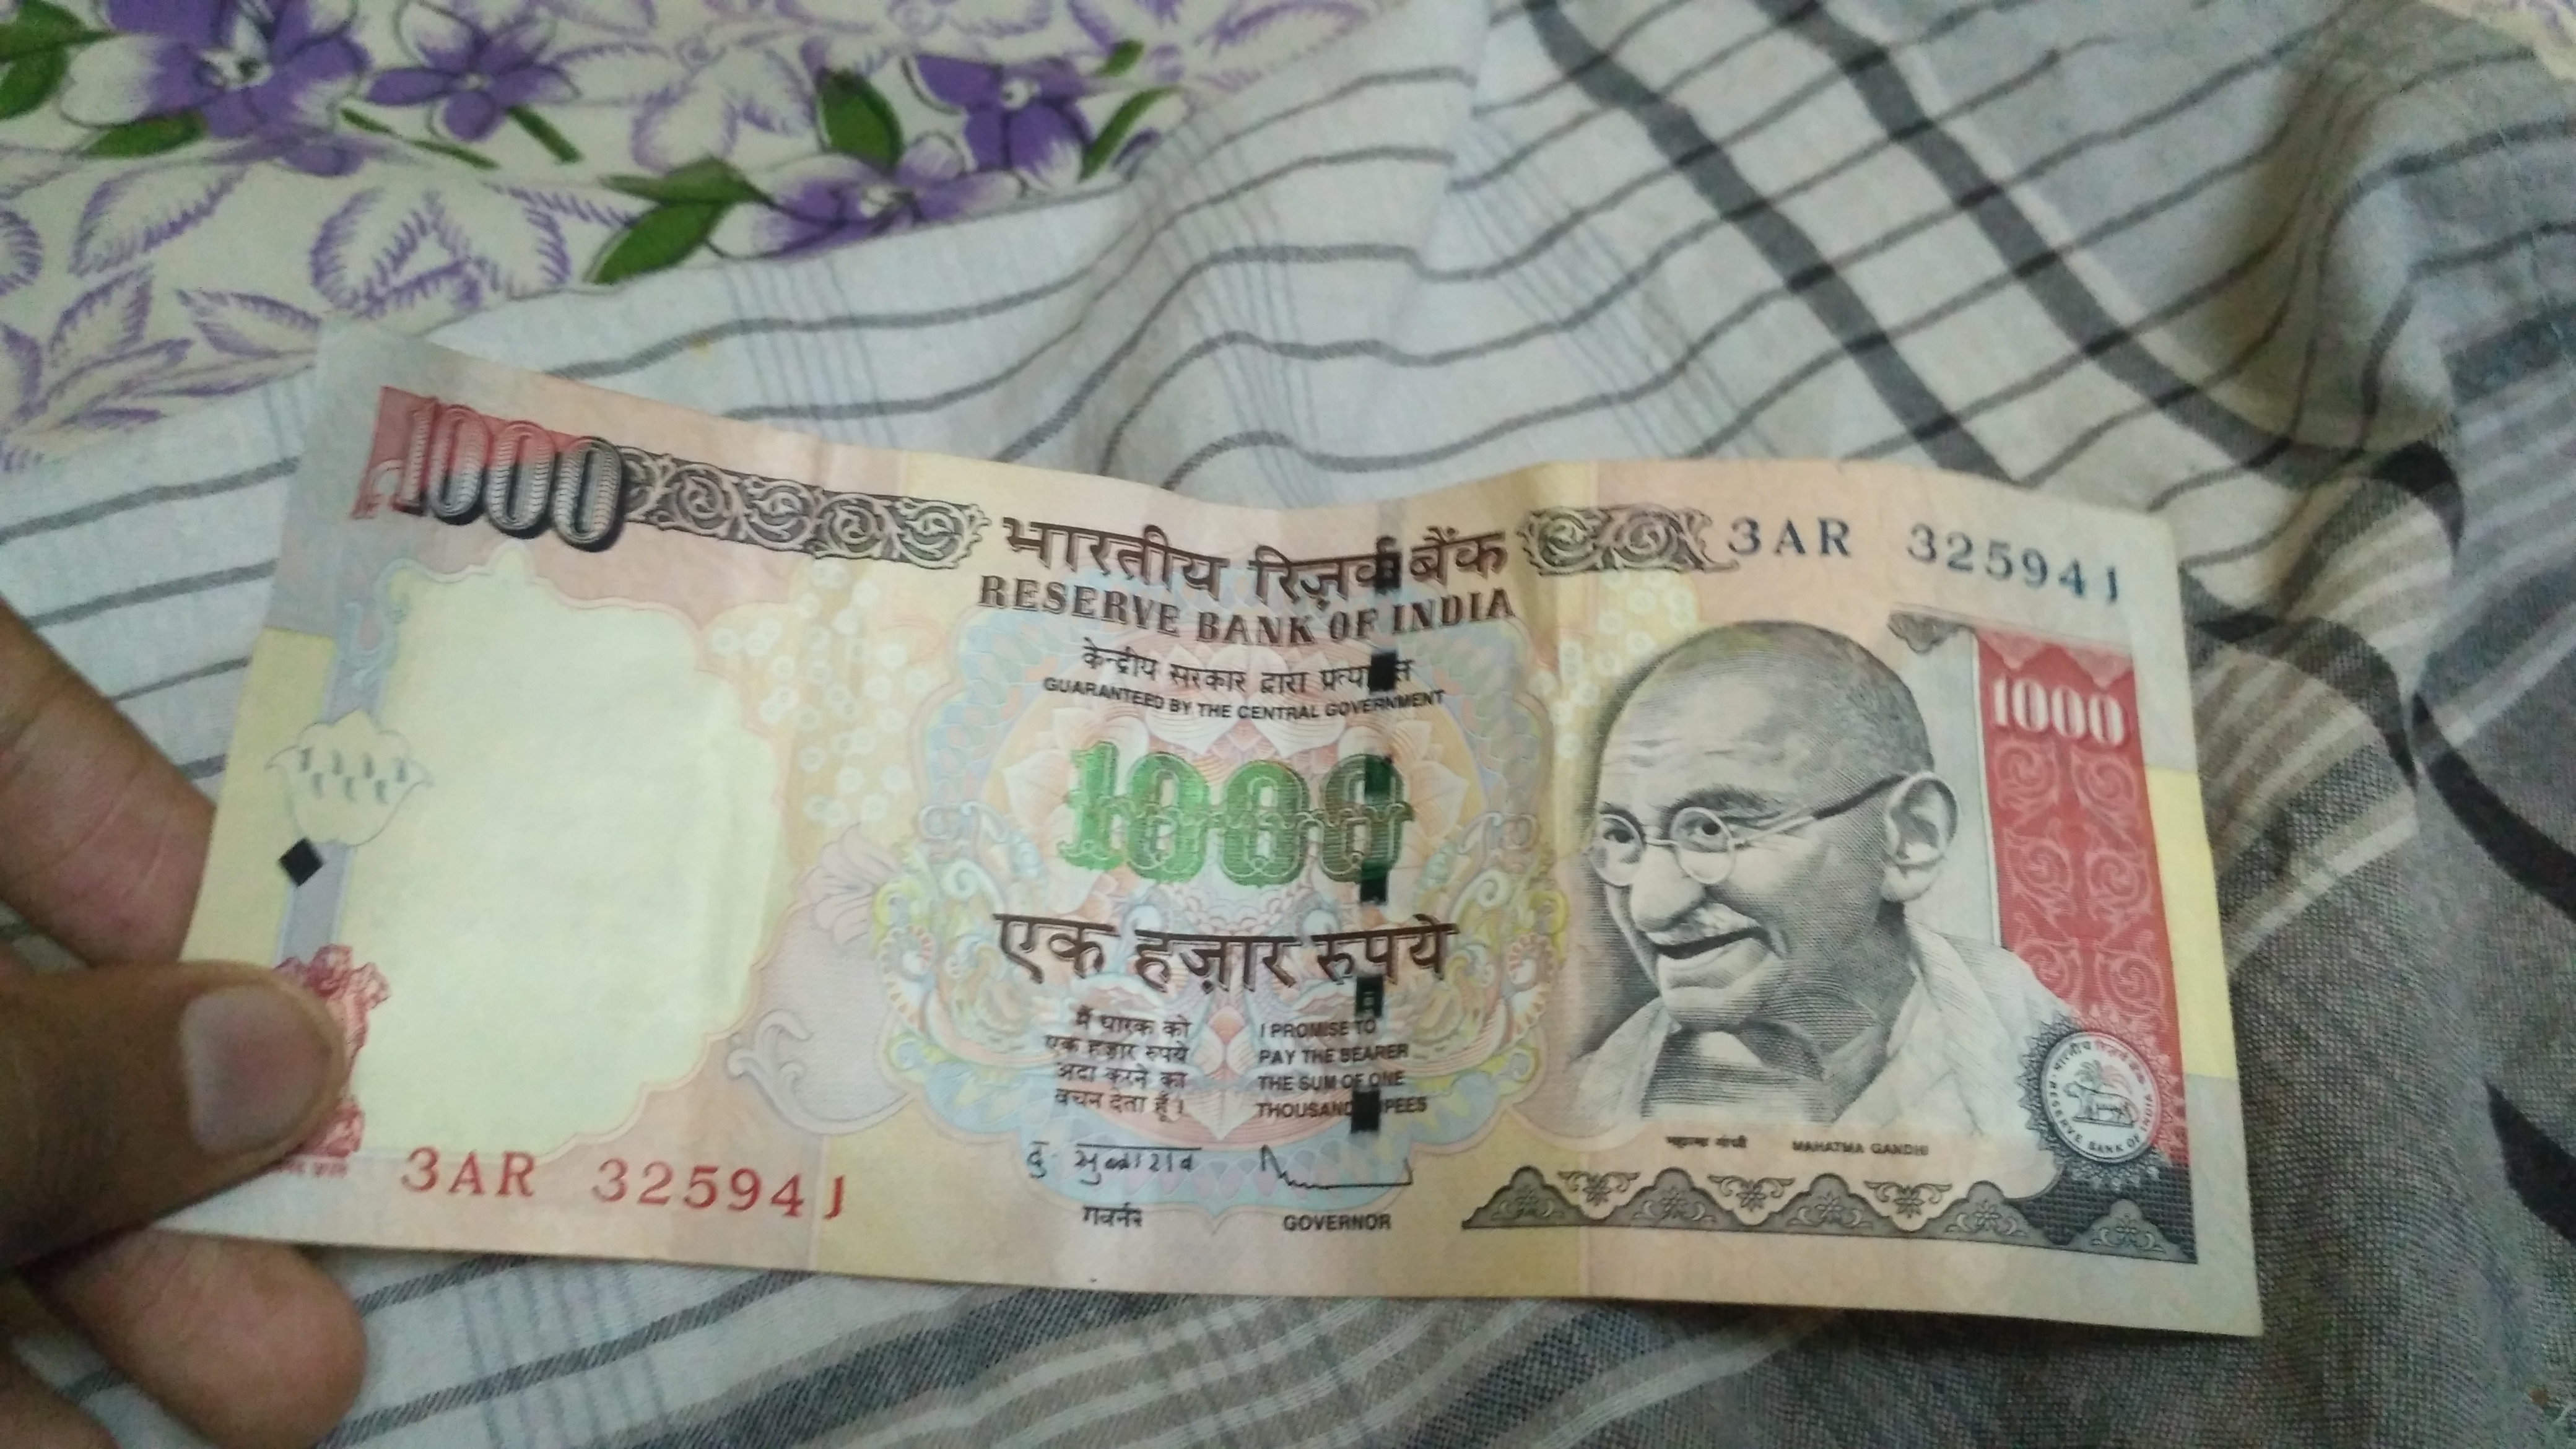 1000
भारतीय रिज़र्व बैंक
RESERVE BANK OF INDIA
3AR 325941
केन्द्रीय सरकार द्वारा
GUARANTEED BY THE CENTRAL GOVERNMENT
1000
1000
एक हज़ार रुपये
मैं धारक को
एक हज़ार रुपये
अदा करने का
वचन देता हूँ।
I PROMISE TO
PAY THE BEARER
THE SUM OF ONE
THOUSAND RUPEES
महात्मा गांधी MAHATMA GANDHI
भारतीय रिज़र्व बैंक
RESERVE BANK OF INDIA
3AR 325941
गवर्नर
GOVERNOR